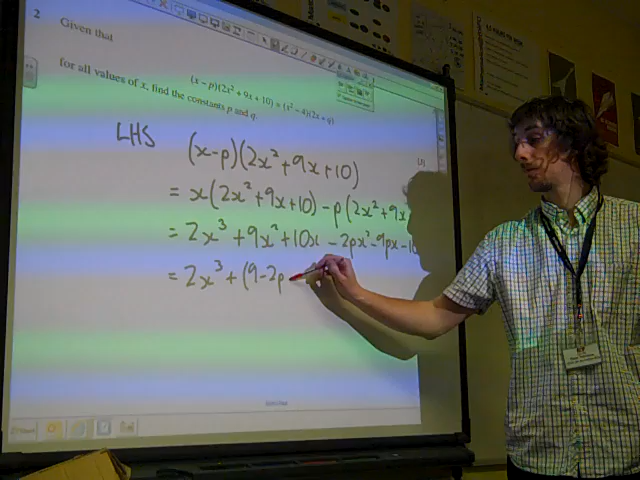 2
Given that
(x − p)(2x² + 9x + 10) = (x² − 4)(2x + q)
for all values of x, find the constants p and q.
LHS (x-p)(2x²+9x+10)
= x(2x²+9x+10) - p(2x²+9x
= 2x³ + 9x² + 10x - 2px² - 9px - 10
= 2x³ + (9-2p